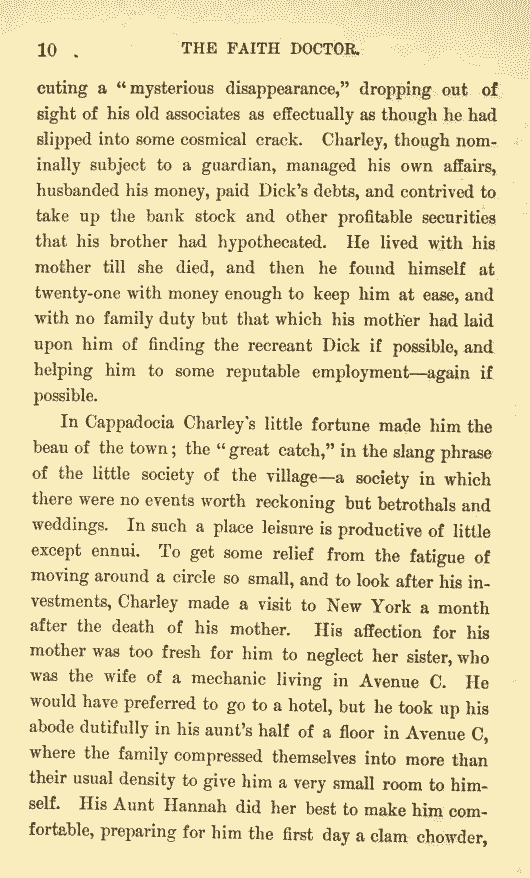 10 . THE FAITH DOCTOR.
cuting a “mysterious disappearance,” dropping out of
sight of his old associates as effectually as though he had
slipped into some cosmical crack. Charley, though nom-
inally subject to a guardian, managed his own affairs,
husbanded his money, paid Dick’s debts, and contrived to
take up the bank stock and other profitable securities
that his brother had hypothecated. He lived with his
mother till she died, and then he found himself at
twenty-one with money enough to keep him at ease, and
with no family duty but that which his mother had laid
upon him of finding the recreant Dick if possible, and
helping him to some reputable employment—again if
possible.
In Cappadocia Charley’s little fortune made him the
beau of the town; the “great catch,” in the slang phrase
of the little society of the village—a society in which
there were no events worth reckoning but betrothals and
weddings. In such a place leisure is productive of little
except ennui. To get some relief from the fatigue of
moving around a circle so small, and to look after his in-
vestments, Charley made a visit to New York a month
after the death of his mother. His affection for his
mother was too fresh for him to neglect her sister, who
was the wife of a mechanic living in Avenue C. He
would have preferred to go to a hotel, but he took up his
abode dutifully in his aunt’s half of a floor in Avenue C,
where the family compressed themselves into more than
their usual density to give him a very small room to him-
self. His Aunt Hannah did her best to make him com-
fortable, preparing for him the first day a clam chowder,